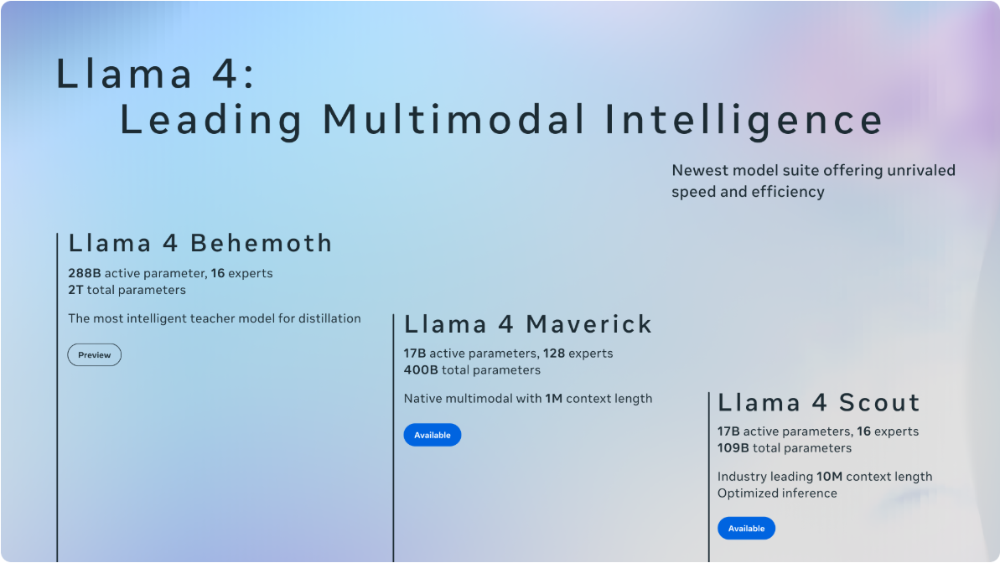 Llama 4:
Leading Multimodal Intelligence
Newest model suite offering unrivaled
speed and efficiency
Llama 4 Behemoth
288B active parameter, 16 experts
2T total parameters
The most intelligent teacher model for distillation
Preview
Llama 4 Maverick
17B active parameters, 128 experts
400B total parameters
Native multimodal with 1M context length
Available
Llama 4 Scout
17B active parameters, 16 experts
109B total parameters
Industry leading 10M context length
Optimized inference
Available